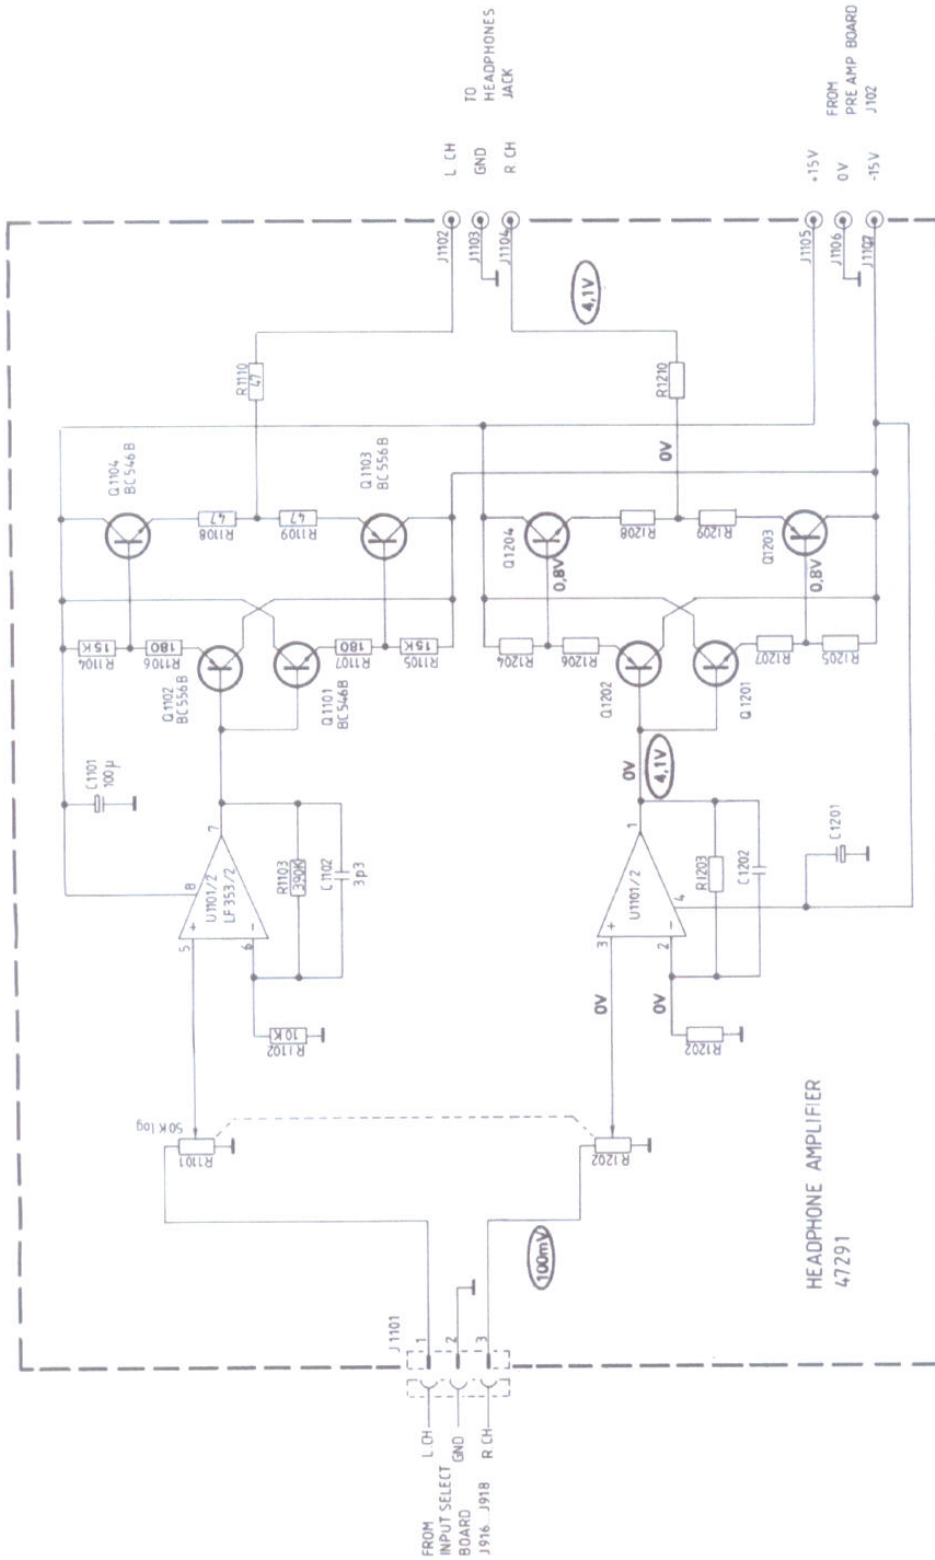 FROM
INPUT SELECT
BOARD
J916...J918
L.CH
GND
R.CH
J1101
1
2
3
100mV
R1101
50K log
R1202
HEADPHONE AMPLIFIER
47291
R1102
10K
R1202
0V
0V
5
+
6
-
8
7
U1101/2
LF353/2
3
+
2
-
1
4
U1101/2
R1103
390K
C1102
3p3
R1203
C1202
C1101
100µ
C1201
0V
4,1V
Q1102
BC556B
Q1101
BC546B
Q1202
Q1201
R1104
15K
R1106
180
R1107
180
R1105
15K
R1204
R1206
R1207
R1205
Q1104
BC546B
Q1103
BC556B
R1108
47
R1109
47
Q1204
0,8V
Q1203
0,8V
R1208
R1209
0V
R1110
47
R1210
4,1V
J1102
J1103
J1104
J1105
J1106
J1107
L CH
GND
R CH
TO
HEADPHONES
JACK
+15V
0V
-15V
FROM
PRE AMP BOARD
J102